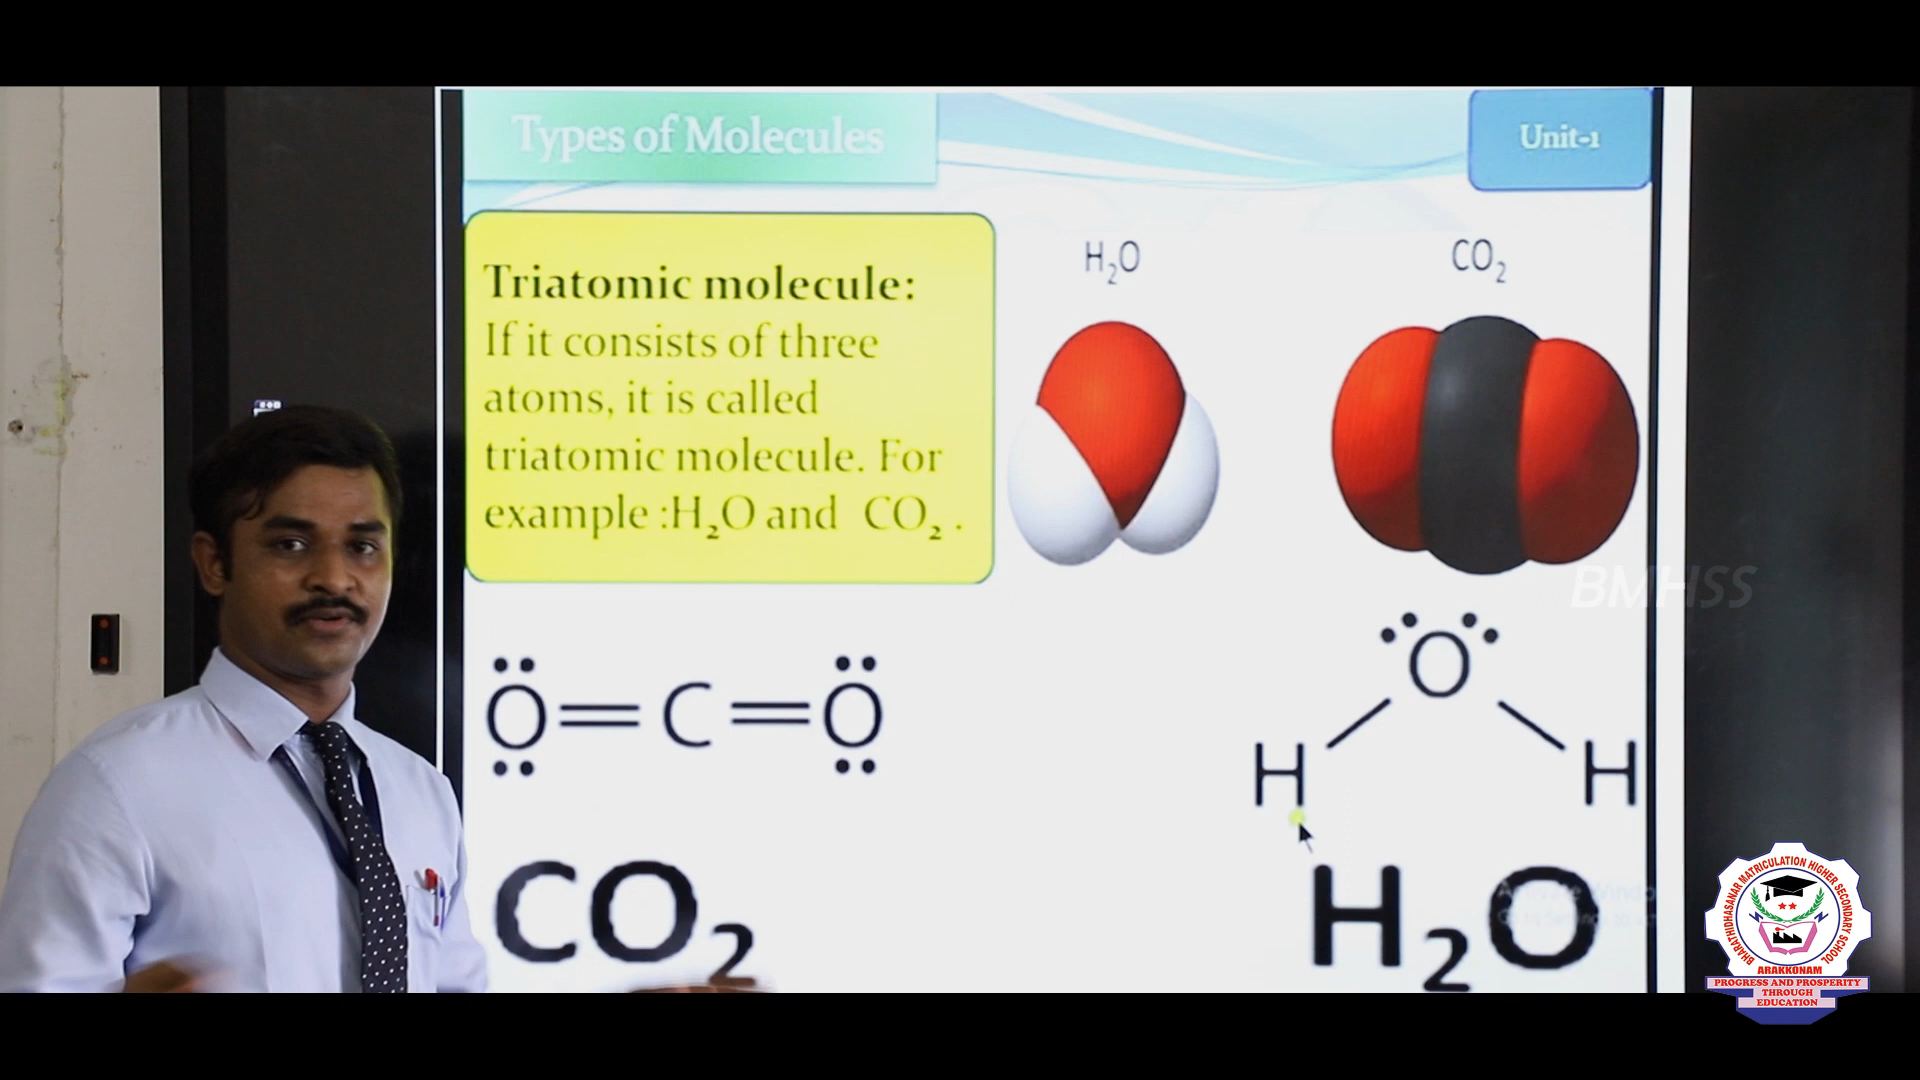 Types of Molecules
Unit-1
Triatomic molecule:
If it consists of three
atoms, it is called
triatomic molecule. For
example :H₂O and CO₂ .
H₂O
CO₂
BMHSS
O=C=O
O
H H
CO₂
H₂O
BHARATHIDHASANAR MATRICULATION HIGHER SECONDARY SCHOOL
ARAKKONAM
PROGRESS AND PROSPERITY
THROUGH
EDUCATION